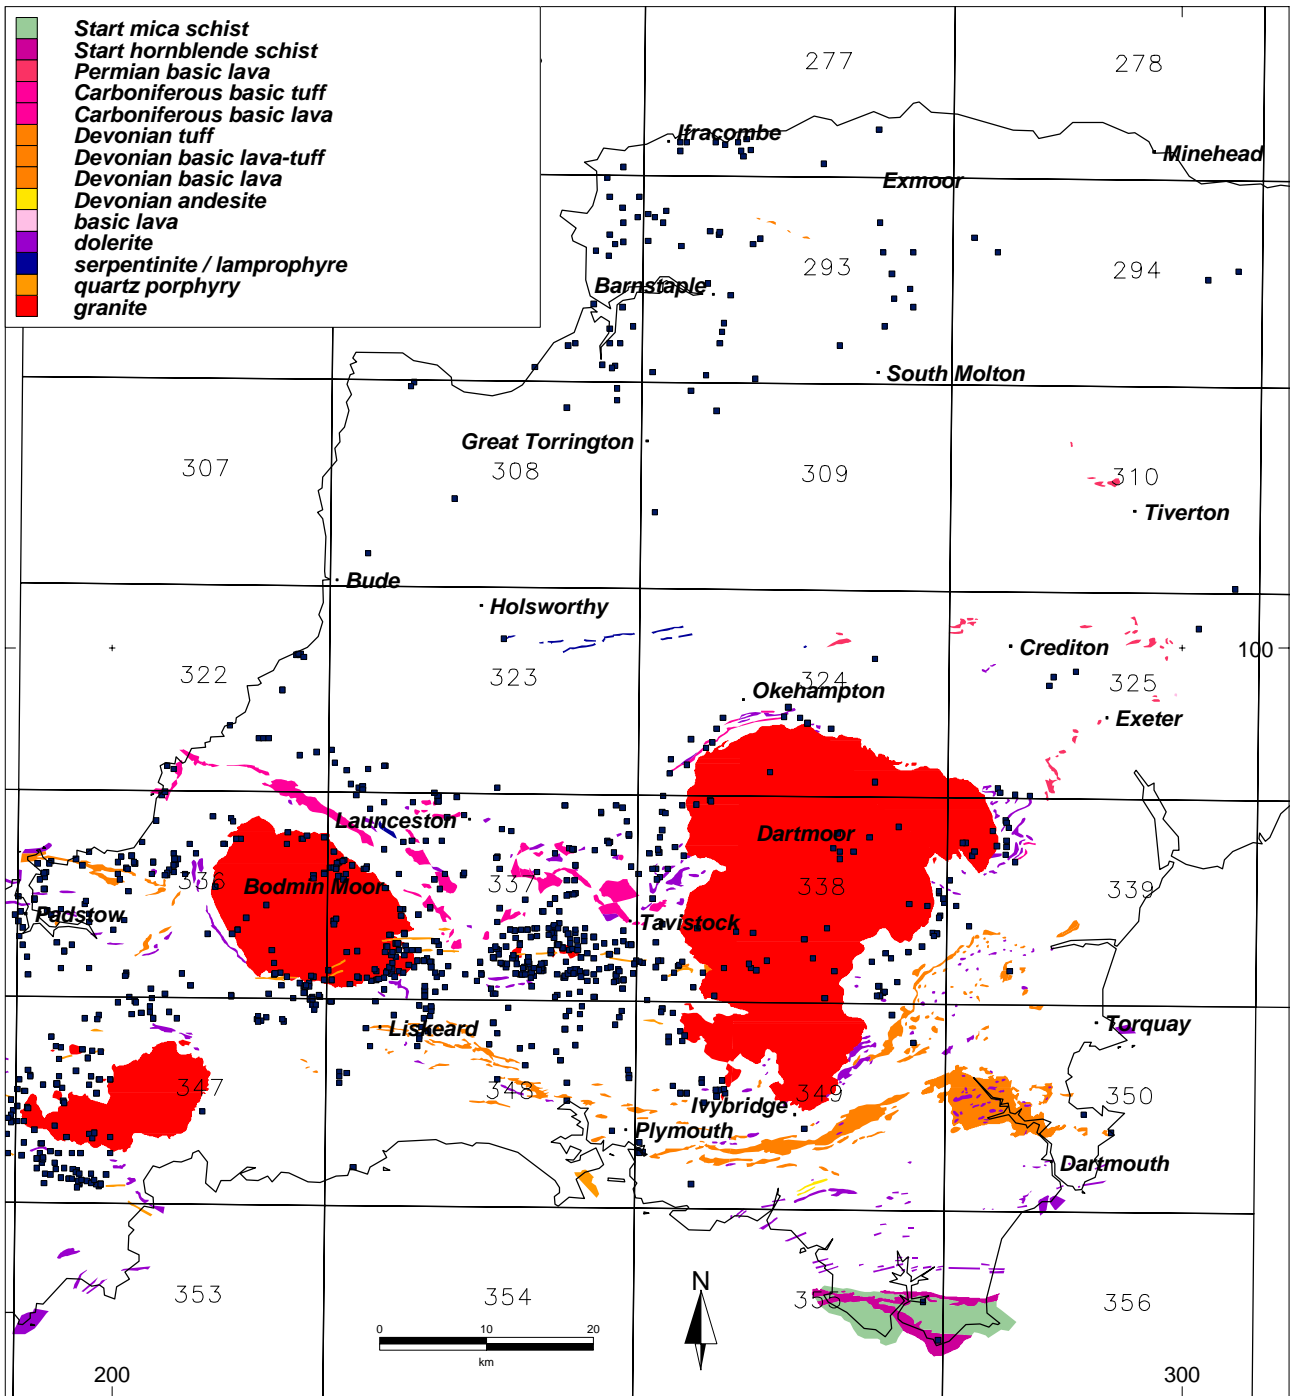 Start mica schist
Start hornblende schist
Permian basic lava
Carboniferous basic tuff
Carboniferous basic lava
Devonian tuff
Devonian basic lava-tuff
Devonian basic lava
Devonian andesite
basic lava
dolerite
serpentinite / lamprophyre
quartz porphyry
granite
277
278
Ifracombe
Minehead
Exmoor
293
294
Barnstaple
South Molton
Great Torrington
307
308
309
310
Tiverton
Bude
Holsworthy
Crediton
100
322
323
324
325
Okehampton
Exeter
Launceston
Dartmoor
336
Bodmin Moor
337
338
339
Padstow
Tavistock
Liskeard
Torquay
347
348
349
350
Ivybridge
Plymouth
Dartmouth
353
354
355
356
N
0
10
20
km
200
300